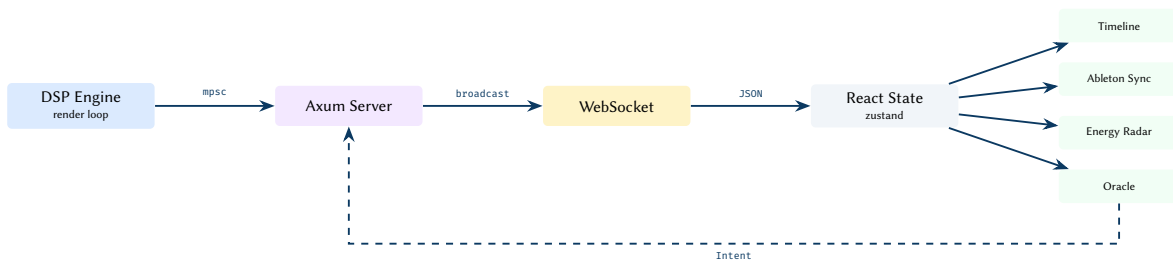 DSP Engine
render loop
mpsc
Axum Server
broadcast
WebSocket
JSON
React State
zustand
Timeline
Ableton Sync
Energy Radar
Oracle
Intent